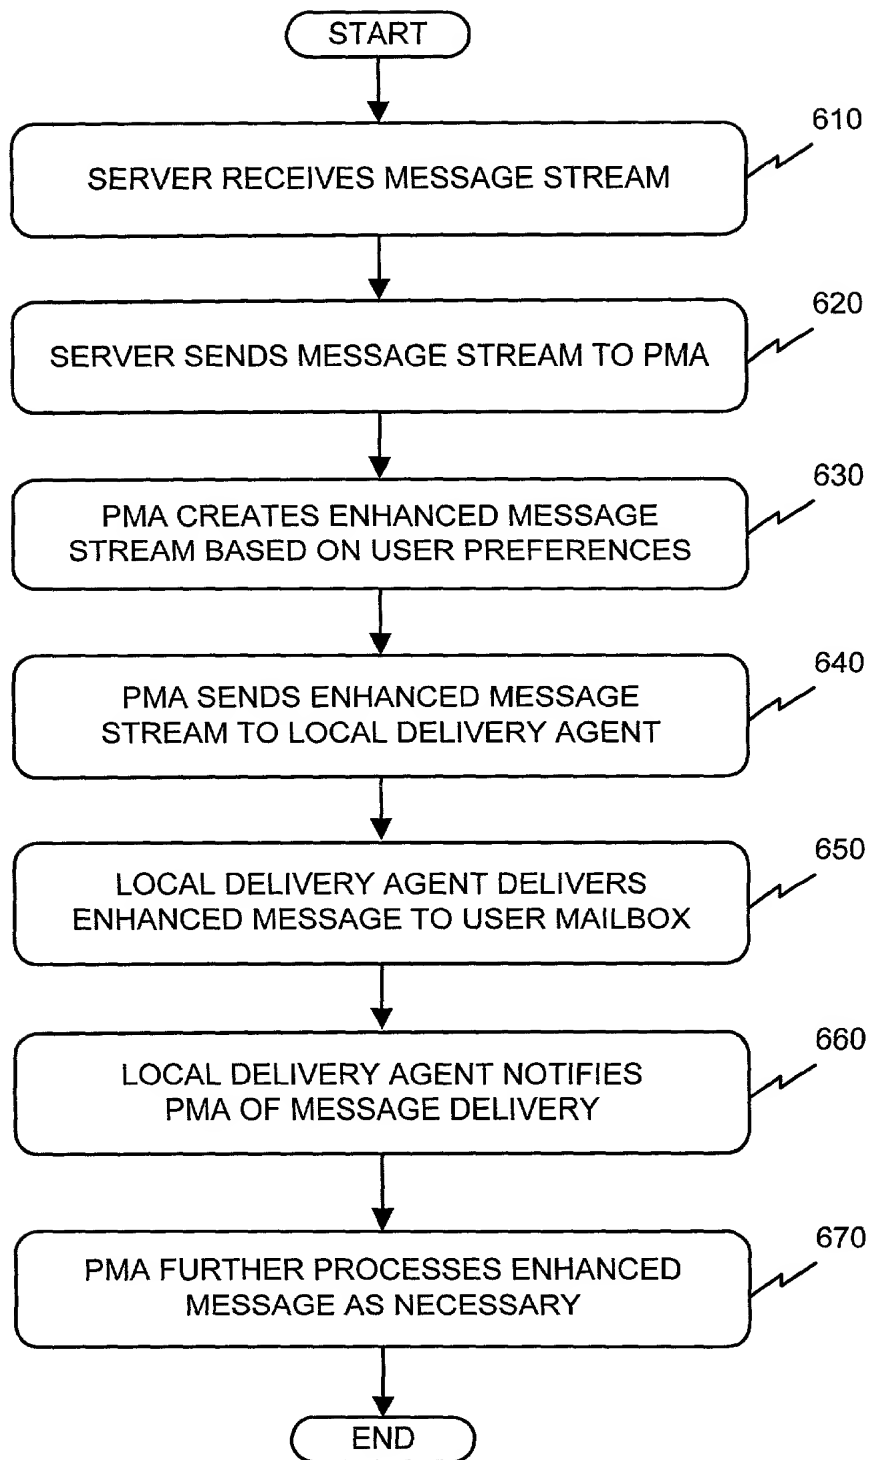 START
610
SERVER RECEIVES MESSAGE STREAM
620
SERVER SENDS MESSAGE STREAM TO PMA
630
PMA CREATES ENHANCED MESSAGE
STREAM BASED ON USER PREFERENCES
640
PMA SENDS ENHANCED MESSAGE
STREAM TO LOCAL DELIVERY AGENT
650
LOCAL DELIVERY AGENT DELIVERS
ENHANCED MESSAGE TO USER MAILBOX
660
LOCAL DELIVERY AGENT NOTIFIES
PMA OF MESSAGE DELIVERY
670
PMA FURTHER PROCESSES ENHANCED
MESSAGE AS NECESSARY
END